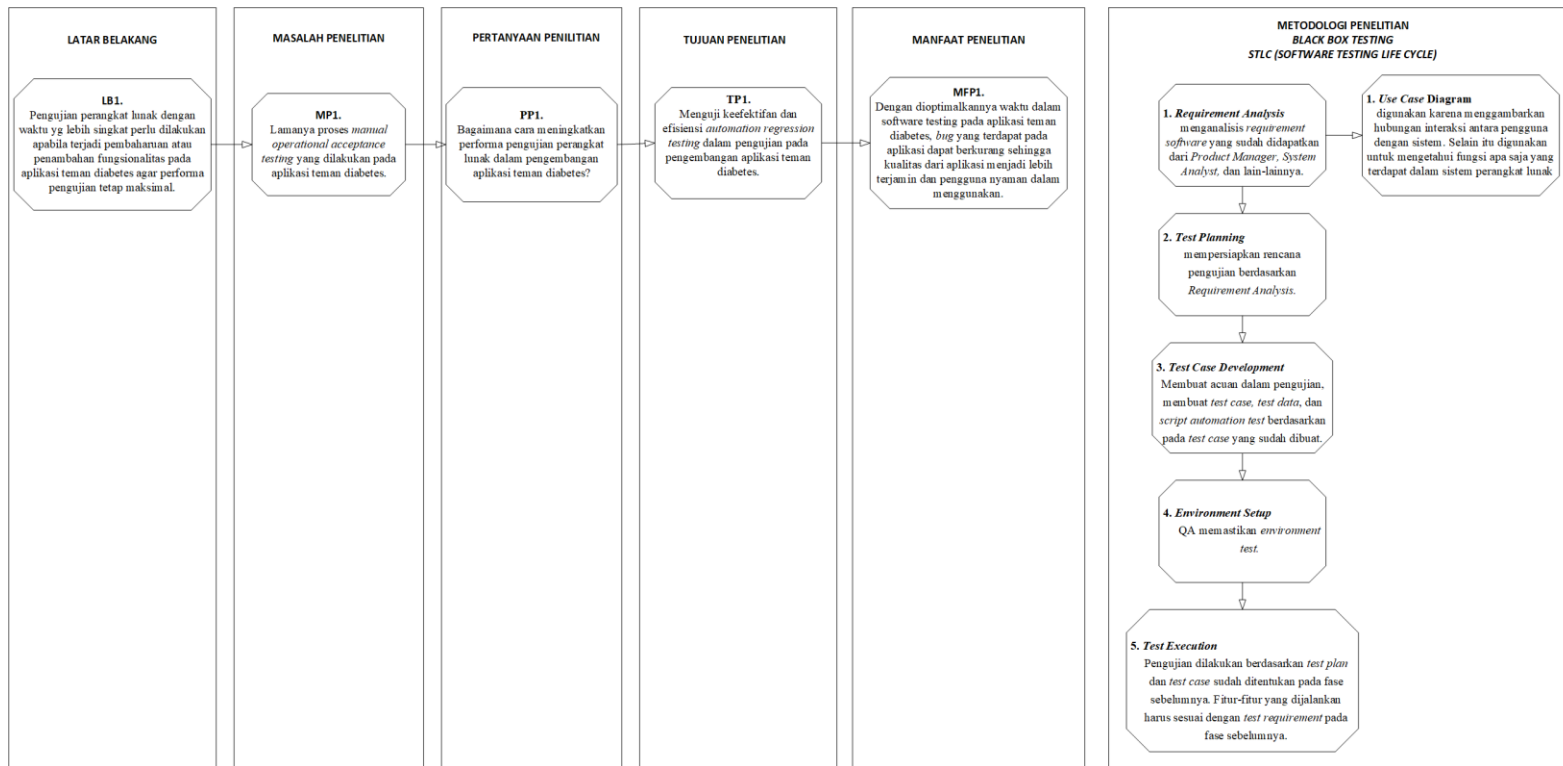 LATAR BELAKANG
LB1.
Pengujian perangkat lunak dengan
waktu yg lebih singkat perlu dilakukan
apabila terjadi pembaharuan atau
penambahan fungsionalitas pada
aplikasi teman diabetes agar performa
pengujian tetap maksimal.
MASALAH PENELITIAN
MP1.
Lamanya proses manual
operational acceptance
testing yang dilakukan pada
aplikasi teman diabetes.
PERTANYAAN PENILITIAN
PP1.
Bagaimana cara meningkatkan
performa pengujian perangkat
lunak dalam pengembangan
aplikasi teman diabetes?
TUJUAN PENELITIAN
TP1.
Menguji keefektifan dan
efisiensi automation regression
testing dalam pengujian pada
pengembangan aplikasi teman
diabetes.
MANFAAT PENELITIAN
MFP1.
Dengan dioptimalkannya waktu dalam
software testing pada aplikasi teman
diabetes, bug yang terdapat pada
aplikasi dapat berkurang sehingga
kualitas dari aplikasi menjadi lebih
terjamin dan pengguna nyaman dalam
menggunakan.
METODOLOGI PENELITIAN
BLACK BOX TESTING
STLC (SOFTWARE TESTING LIFE CYCLE)
1. Requirement Analysis
menganalisis requirement
software yang sudah didapatkan
dari Product Manager, System
Analyst, dan lain-lainnya.
1. Use Case Diagram
digunakan karena menggambarkan
hubungan interaksi antara pengguna
dengan sistem. Selain itu digunakan
untuk mengetahui fungsi apa saja yang
terdapat dalam sistem perangkat lunak
2. Test Planning
mempersiapkan rencana
pengujian berdasarkan
Requirement Analysis.
3. Test Case Development
Membuat acuan dalam pengujian,
membuat test case, test data, dan
script automation test berdasarkan
pada test case yang sudah dibuat.
4. Environment Setup
QA memastikan environment
test.
5. Test Execution
Pengujian dilakukan berdasarkan test plan
dan test case sudah ditentukan pada fase
sebelumnya. Fitur-fitur yang dijalankan
harus sesuai dengan test requirement pada
fase sebelumnya.